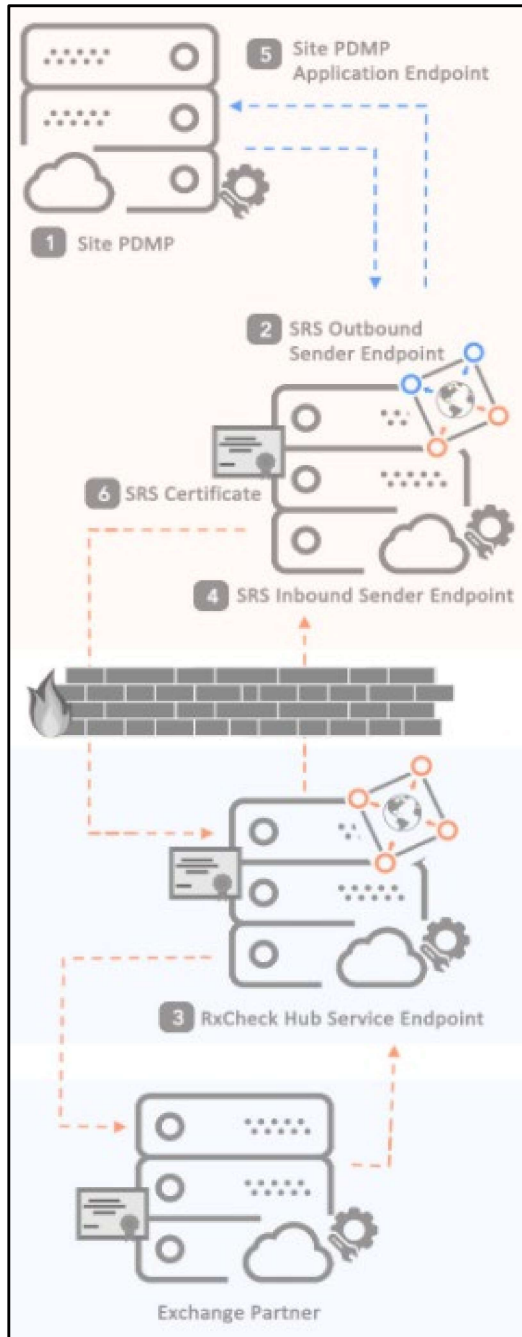 5 Site PDMP
Application Endpoint
1 Site PDMP
2 SRS Outbound
Sender Endpoint
6 SRS Certificate
4 SRS Inbound Sender Endpoint
3 RxCheck Hub Service Endpoint
Exchange Partner